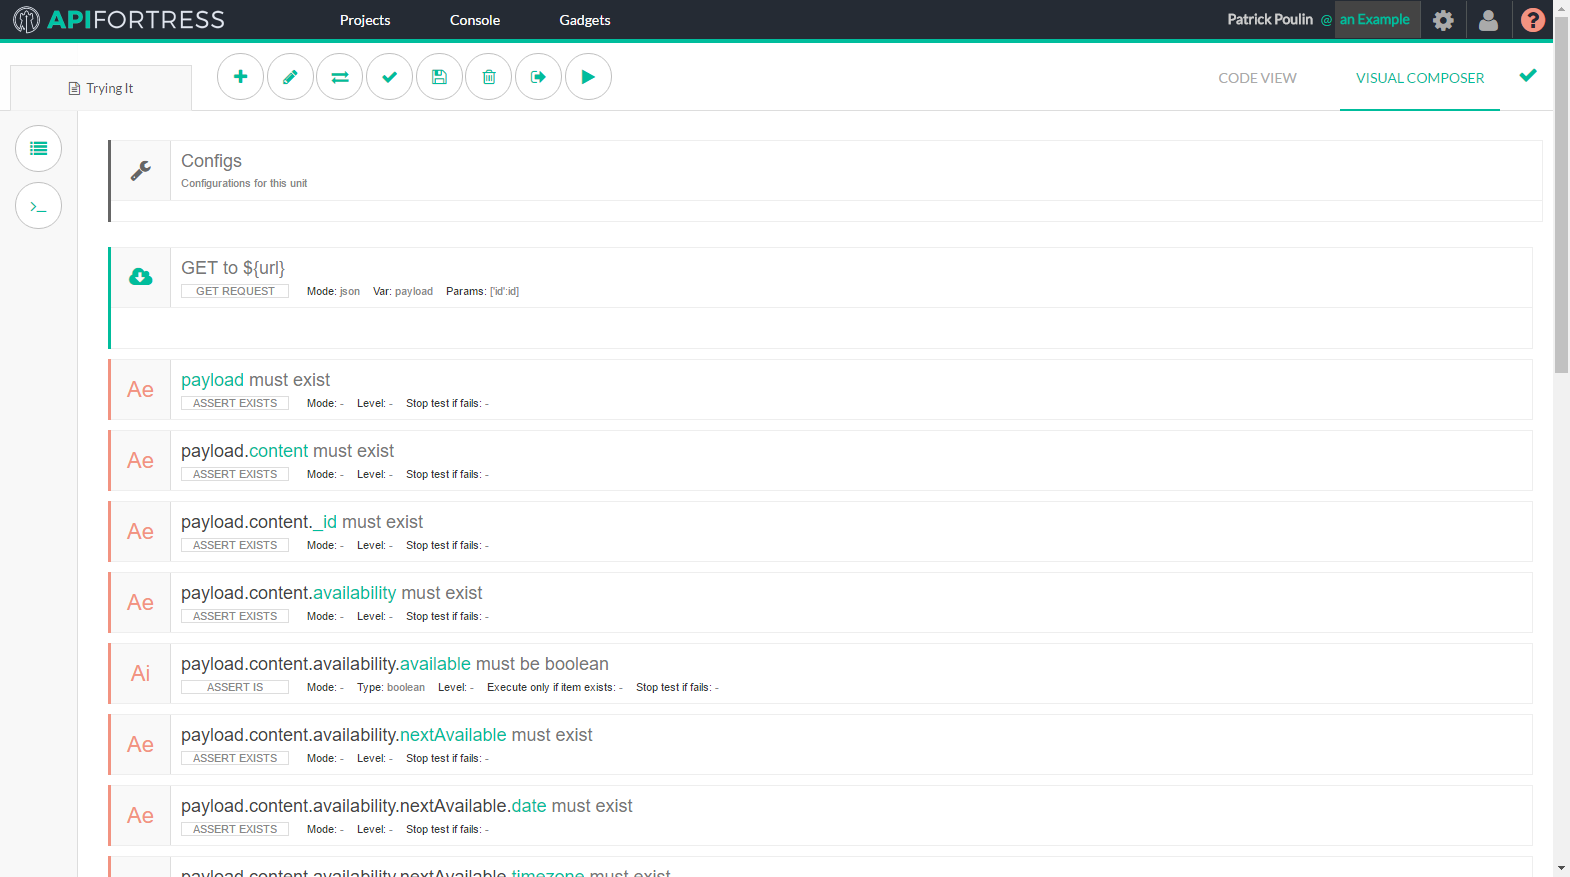 APIFORTRESS Projects Console Gadgets Patrick Poulin @ an Example ?
Trying It CODE VIEW VISUAL COMPOSER
Configs
Configurations for this unit
GET to ${url}
GET REQUEST Mode: json Var: payload Params: ['id':id]
Ae payload must exist
ASSERT EXISTS Mode: - Level: - Stop test if fails: -
Ae payload.content must exist
ASSERT EXISTS Mode: - Level: - Stop test if fails: -
Ae payload.content._id must exist
ASSERT EXISTS Mode: - Level: - Stop test if fails: -
Ae payload.content.availability must exist
ASSERT EXISTS Mode: - Level: - Stop test if fails: -
Ai payload.content.availability.available must be boolean
ASSERT IS Mode: - Type: boolean Level: - Execute only if item exists: - Stop test if fails: -
Ae payload.content.availability.nextAvailable must exist
ASSERT EXISTS Mode: - Level: - Stop test if fails: -
Ae payload.content.availability.nextAvailable.date must exist
ASSERT EXISTS Mode: - Level: - Stop test if fails: -
payload.content.availability.nextAvailable.timezone must exist